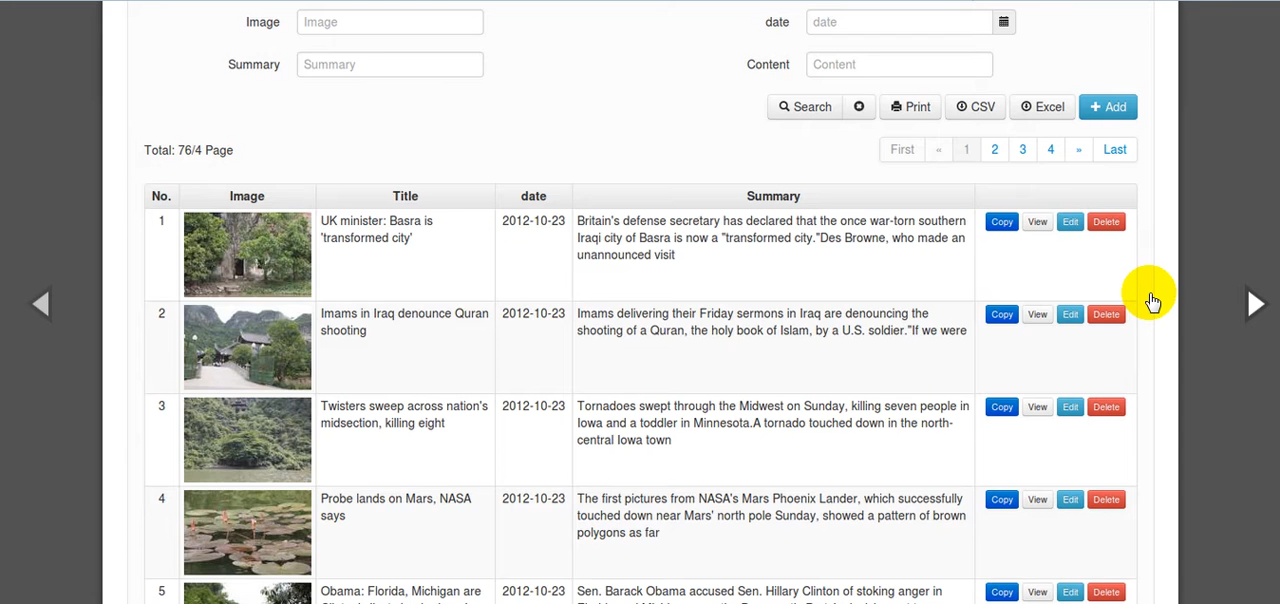 Image Image date date
Summary Summary Content Content
Search Print CSV Excel + Add
Total: 76/4 Page First « 1 2 3 4 » Last
No. Image Title date Summary
1 UK minister: Basra is 2012-10-23 Britain's defense secretary has declared that the once war-torn southern Copy View Edit Delete
'transformed city' Iraqi city of Basra is now a "transformed city."Des Browne, who made an
unannounced visit
2 Imams in Iraq denounce Quran 2012-10-23 Imams delivering their Friday sermons in Iraq are denouncing the Copy View Edit Delete
shooting shooting of a Quran, the holy book of Islam, by a U.S. soldier."If we were
3 Twisters sweep across nation's 2012-10-23 Tornadoes swept through the Midwest on Sunday, killing seven people in Copy View Edit Delete
midsection, killing eight Iowa and a toddler in Minnesota.A tornado touched down in the north-
central Iowa town
4 Probe lands on Mars, NASA 2012-10-23 The first pictures from NASA's Mars Phoenix Lander, which successfully Copy View Edit Delete
says touched down near Mars' north pole Sunday, showed a pattern of brown
polygons as far
5 Obama: Florida, Michigan are 2012-10-23 Sen. Barack Obama accused Sen. Hillary Clinton of stoking anger in Copy View Edit Delete